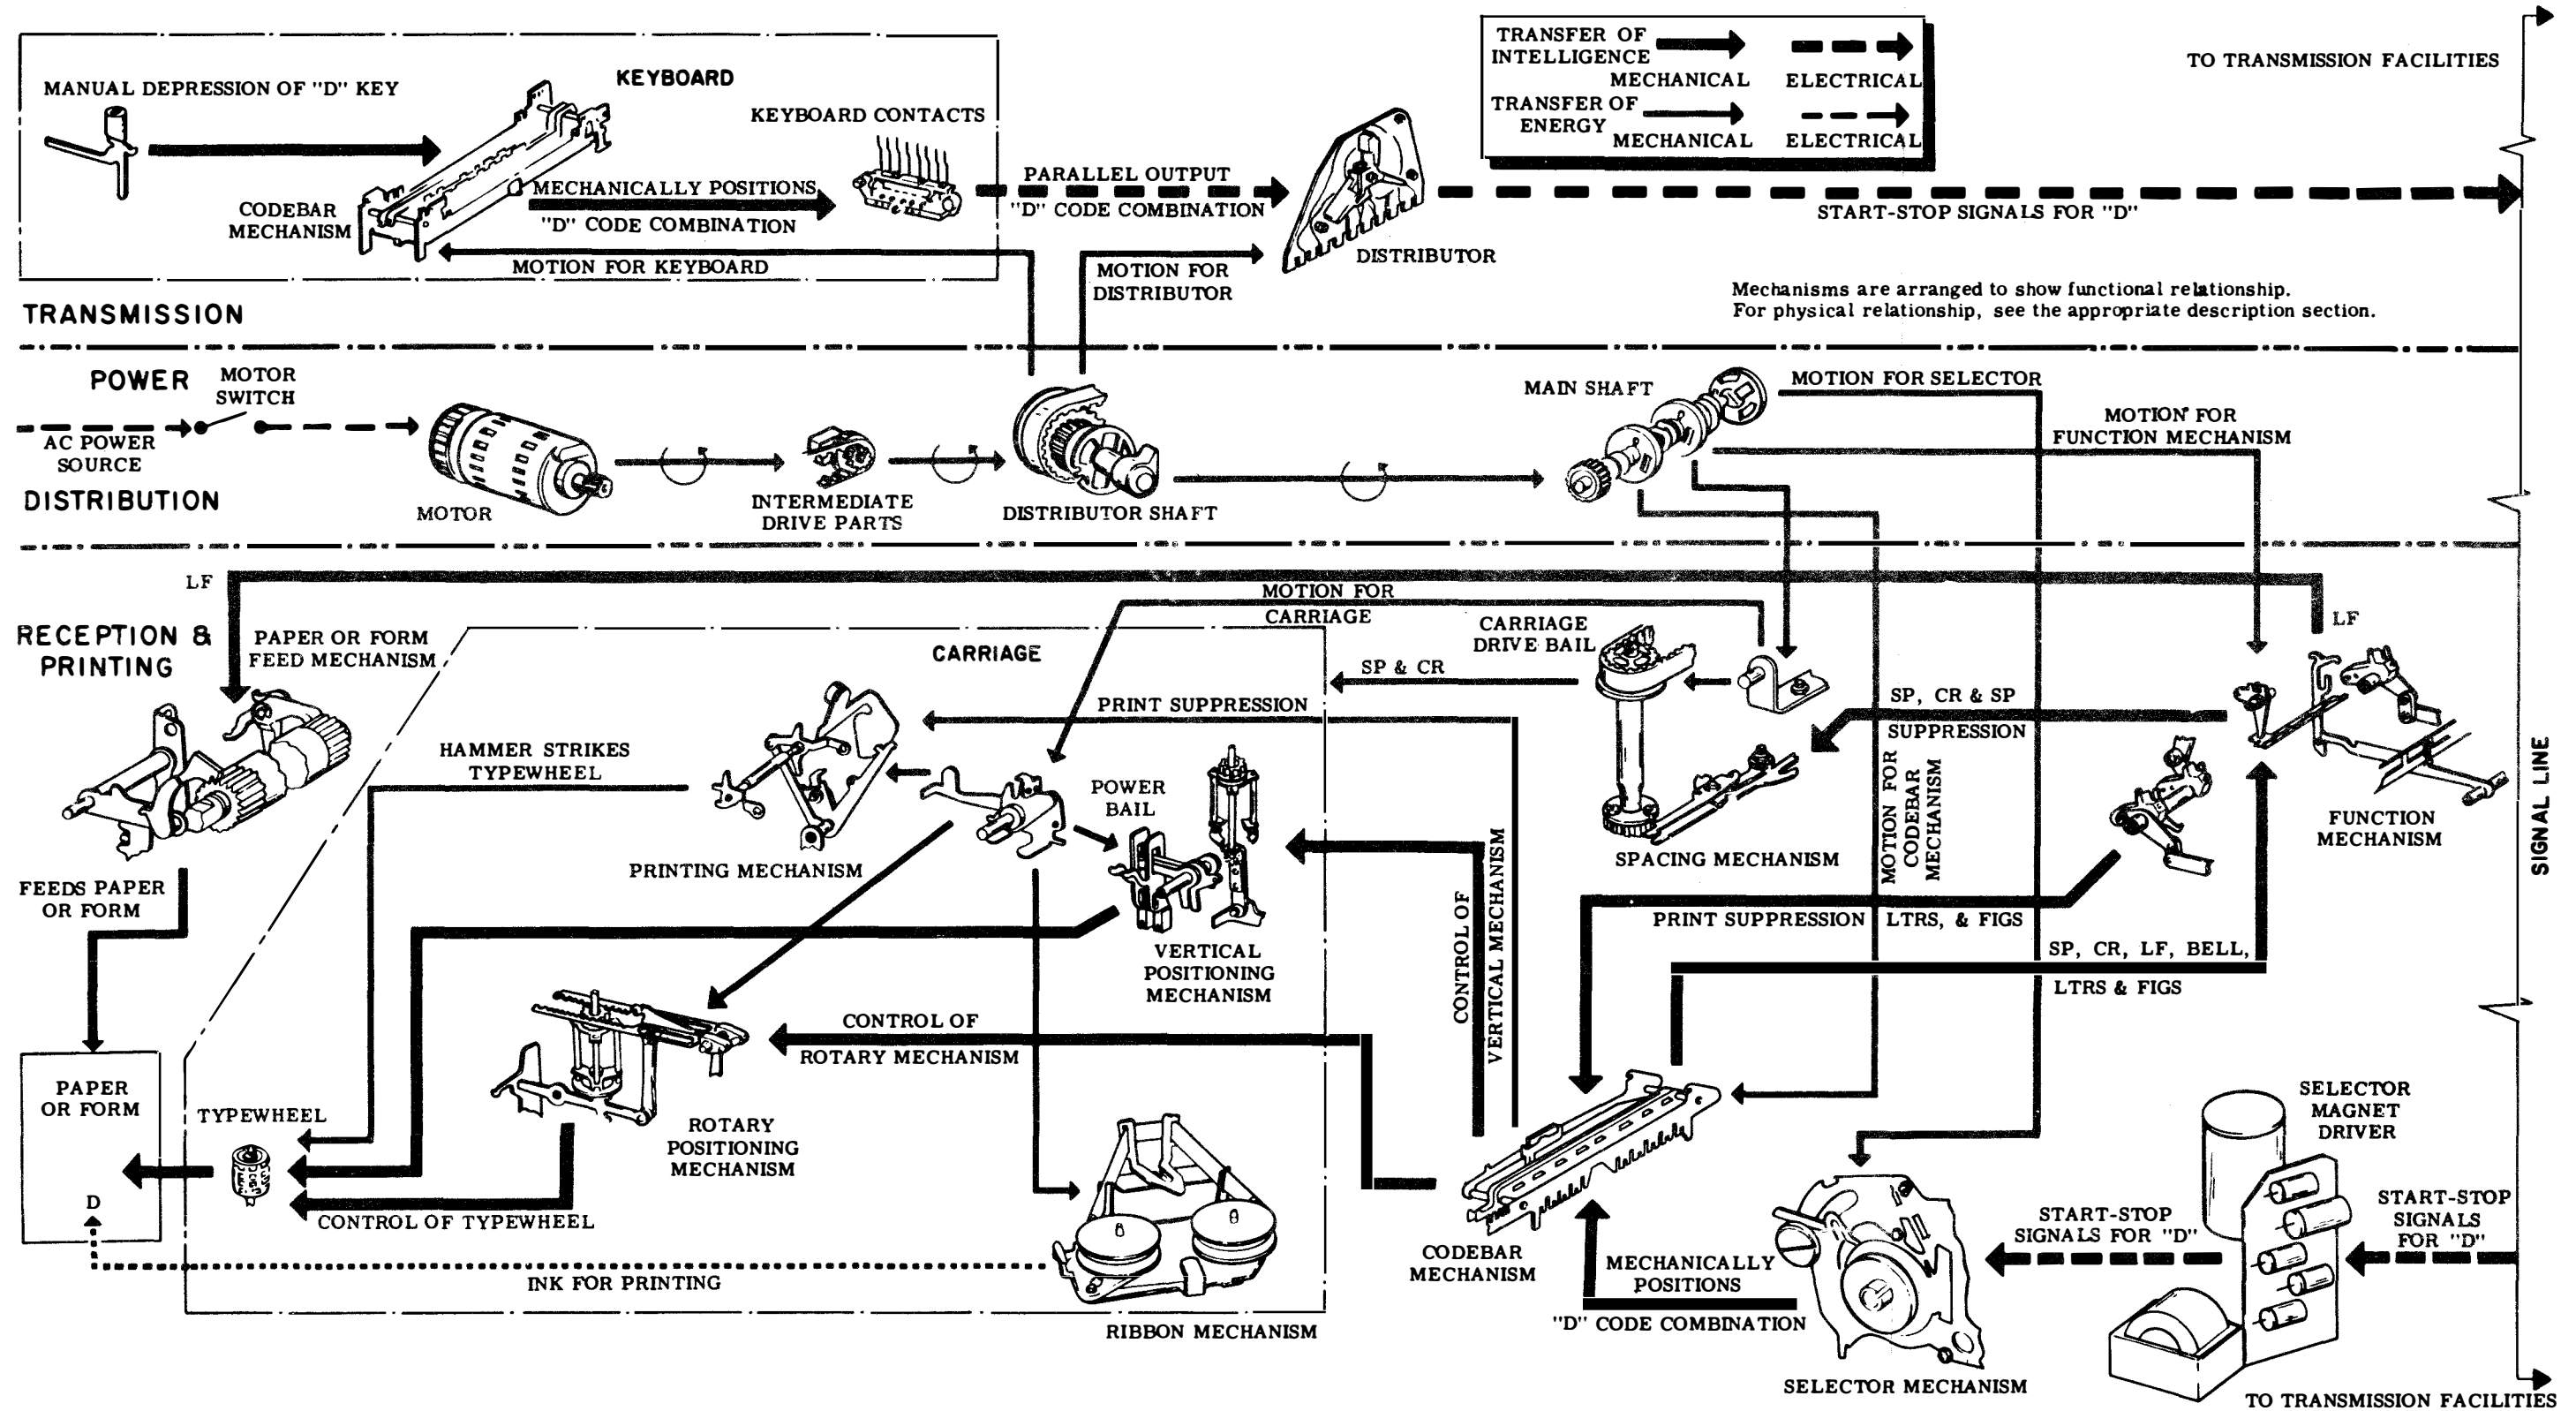 TRANSFER OF
INTELLIGENCE
MECHANICAL
ELECTRICAL
TRANSFER OF
ENERGY
MECHANICAL
ELECTRICAL
TO TRANSMISSION FACILITIES
MANUAL DEPRESSION OF "D" KEY
KEYBOARD
KEYBOARD CONTACTS
CODEBAR
MECHANISM
MECHANICALLY POSITIONS
"D" CODE COMBINATION
PARALLEL OUTPUT
"D" CODE COMBINATION
START-STOP SIGNALS FOR "D"
DISTRIBUTOR
MOTION FOR KEYBOARD
MOTION FOR
DISTRIBUTOR
Mechanisms are arranged to show functional relationship.
For physical relationship, see the appropriate description section.
TRANSMISSION
POWER
DISTRIBUTION
MOTOR
SWITCH
AC POWER
SOURCE
MOTOR
INTERMEDIATE
DRIVE PARTS
DISTRIBUTOR SHAFT
MAIN SHAFT
MOTION FOR SELECTOR
MOTION FOR
FUNCTION MECHANISM
SIGNAL LINE
LF
RECEPTION &
PRINTING
PAPER OR FORM
FEED MECHANISM
MOTION FOR
CARRIAGE
CARRIAGE
CARRIAGE
DRIVE BAIL
LF
SP & CR
PRINT SUPPRESSION
SP, CR & SP
SUPPRESSION
HAMMER STRIKES
TYPEWHEEL
POWER
BAIL
MOTION FOR
CODEBAR
MECHANISM
FUNCTION
MECHANISM
PRINTING MECHANISM
SPACING MECHANISM
FEEDS PAPER
OR FORM
CONTROL OF
VERTICAL MECHANISM
PRINT SUPPRESSION LTRS, & FIGS
VERTICAL
POSITIONING
MECHANISM
SP, CR, LF, BELL,
LTRS & FIGS
CONTROL OF
ROTARY MECHANISM
PAPER
OR FORM
D
TYPEWHEEL
ROTARY
POSITIONING
MECHANISM
CONTROL OF TYPEWHEEL
INK FOR PRINTING
RIBBON MECHANISM
CODEBAR
MECHANISM
MECHANICALLY
POSITIONS
"D" CODE COMBINATION
SELECTOR MECHANISM
START-STOP
SIGNALS FOR "D"
SELECTOR
MAGNET
DRIVER
START-STOP
SIGNALS
FOR "D"
TO TRANSMISSION FACILITIES